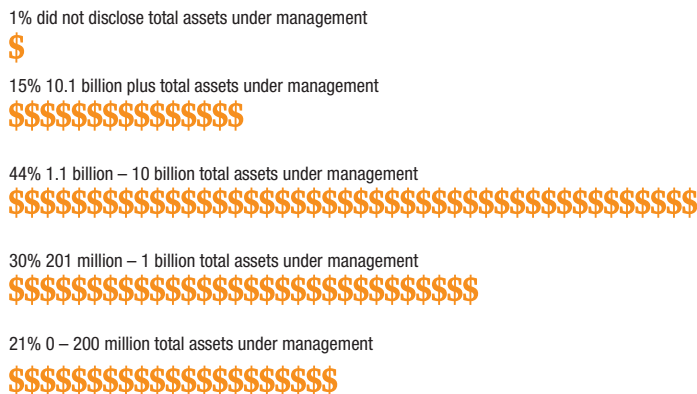 1% did not disclose total assets under management
$
15% 10.1 billion plus total assets under management
$$$$$$$$$$$$$$$
44% 1.1 billion – 10 billion total assets under management
$$$$$$$$$$$$$$$$$$$$$$$$$$$$$$$$$$$$$$$$$$$$
30% 201 million – 1 billion total assets under management
$$$$$$$$$$$$$$$$$$$$$$$$$$$$$$
21% 0 – 200 million total assets under management
$$$$$$$$$$$$$$$$$$$$$